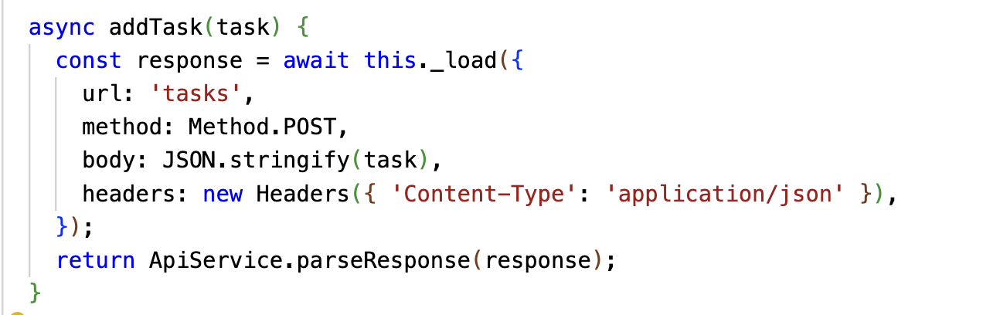 async addTask(task) {
  const response = await this._load({
    url: 'tasks',
    method: Method.POST,
    body: JSON.stringify(task),
    headers: new Headers({ 'Content-Type': 'application/json' }),
  });
  return ApiService.parseResponse(response);
}